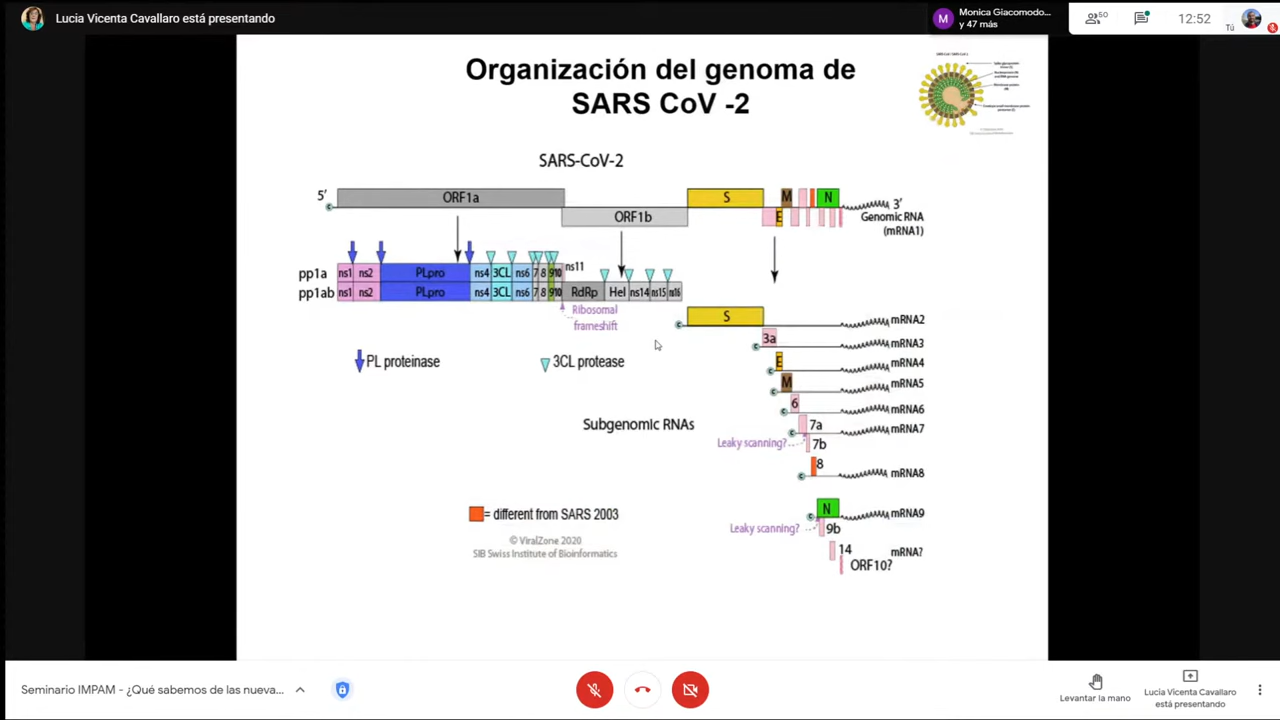 Lucia Vicenta Cavallaro está presentando
M
Monica Giacomodo...
y 47 más
50
12:52
Tú
Organización del genoma de
SARS CoV -2
SARS-CoV-2
5'
ORF1a
S
M
N
3'
ORF1b
E
Genomic RNA
(mRNA1)
pp1a
ns1
ns2
PLpro
ns4
3CL
ns6
7
8
9
10
ns11
pp1ab
ns1
ns2
PLpro
ns4
3CL
ns6
7
8
9
10
RdRp
Hel
ns14
ns15
ns16
Ribosomal
frameshift
S
mRNA2
3a
mRNA3
PL proteinase
3CL protease
E
mRNA4
M
mRNA5
6
mRNA6
Subgenomic RNAs
7a
mRNA7
Leaky scanning?
7b
8
mRNA8
= different from SARS 2003
N
mRNA9
Leaky scanning?
9b
© ViralZone 2020
SIB Swiss Institute of Bioinformatics
14
mRNA?
ORF10?
Seminario IMPAM - ¿Qué sabemos de las nueva...
Levantar la mano
Lucia Vicenta Cavallaro
está presentando